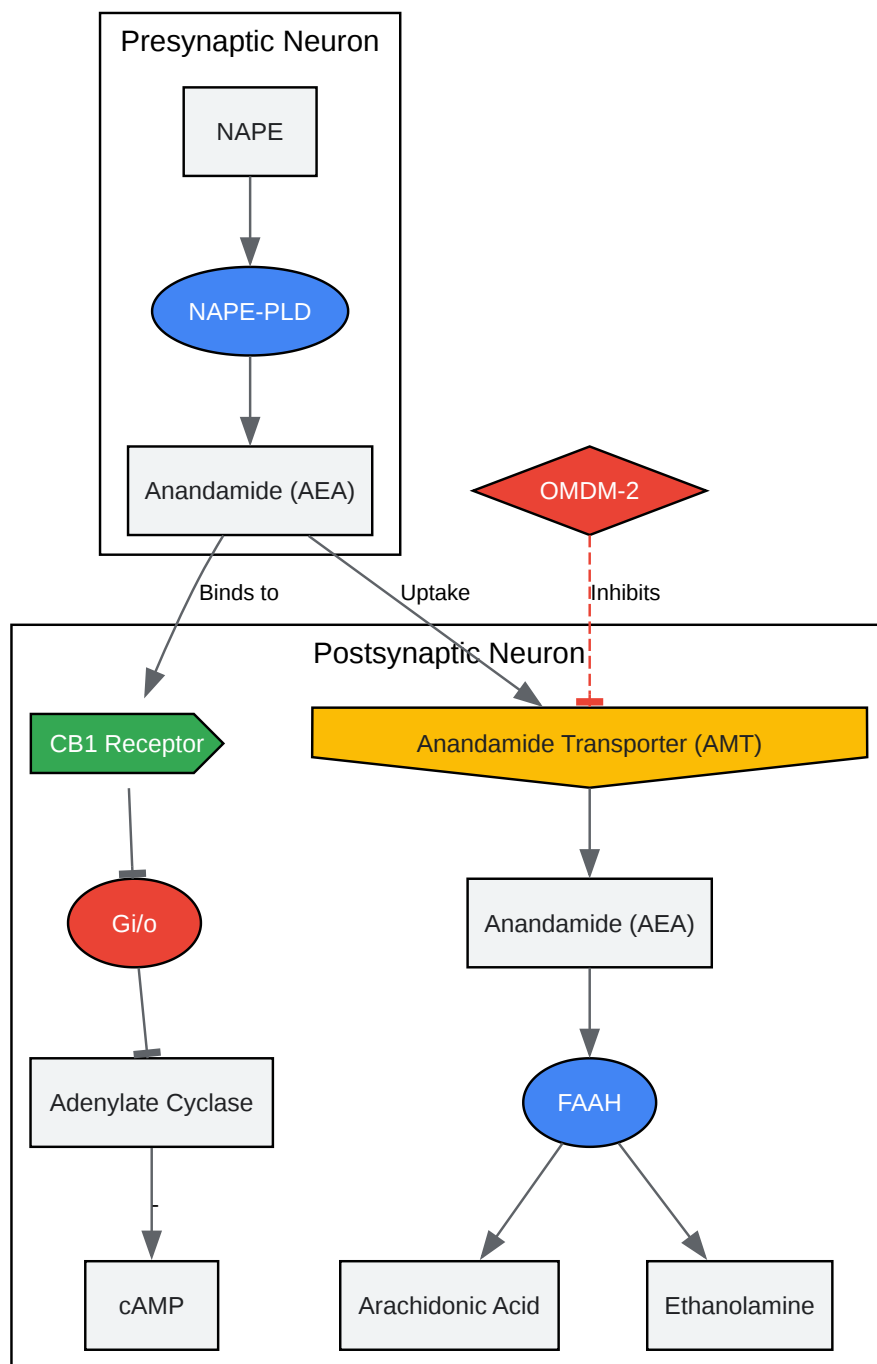 Presynaptic Neuron
NAPE
NAPE-PLD
Anandamide (AEA)
OMDM-2
Binds to
Uptake
Inhibits
Postsynaptic Neuron
CB1 Receptor
Anandamide Transporter (AMT)
Gi/o
Anandamide (AEA)
Adenylate Cyclase
FAAH
-
cAMP
Arachidonic Acid
Ethanolamine